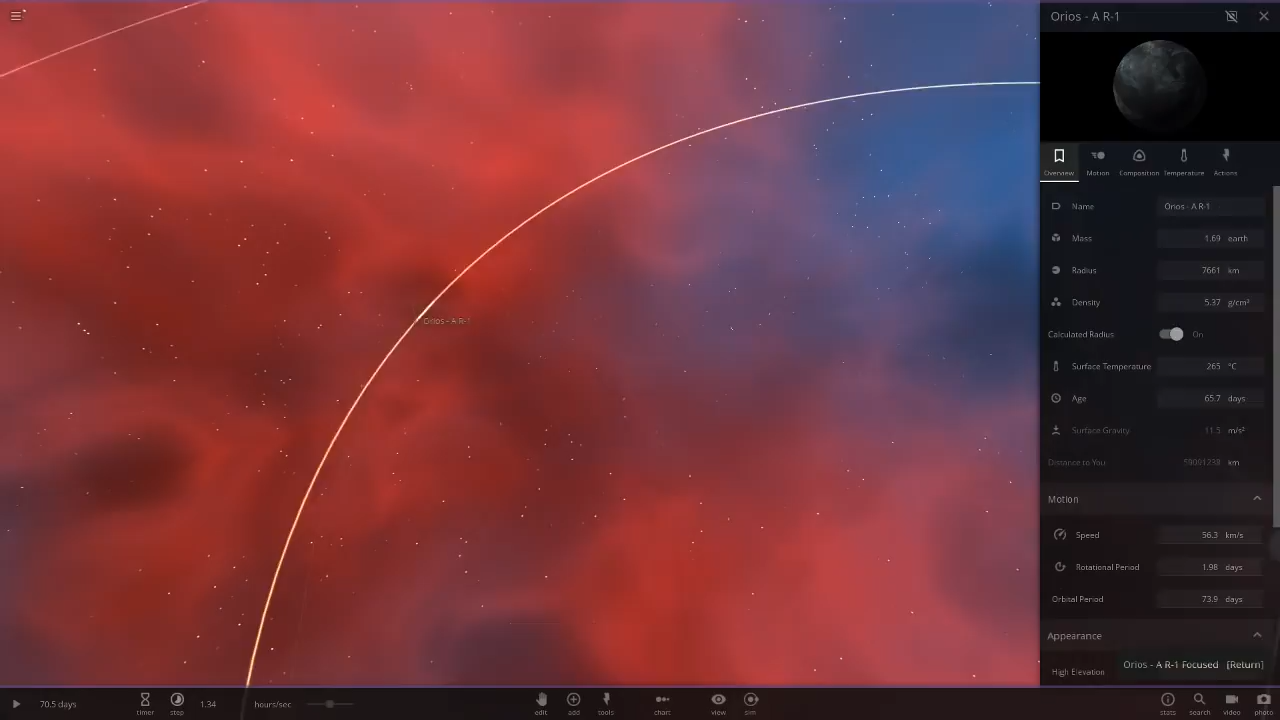 Orios - A R-1
Overview Motion Composition Temperature Actions
Name Orios - A R-1
Mass 1.69 earth
Radius 7661 km
Density 5.37 g/cm³
Calculated Radius On
Orios - A R-1
Surface Temperature 265 °C
Age 65.7 days
Surface Gravity 11.5 m/s²
Distance to You 59091238 km
Motion
Speed 56.3 km/s
Rotational Period 1.98 days
Orbital Period 73.9 days
Appearance
High Elevation
Orios - A R-1 Focused [Return]
70.5 days timer step 1.34 hours/sec edit add tools chart view sim stats search video photo